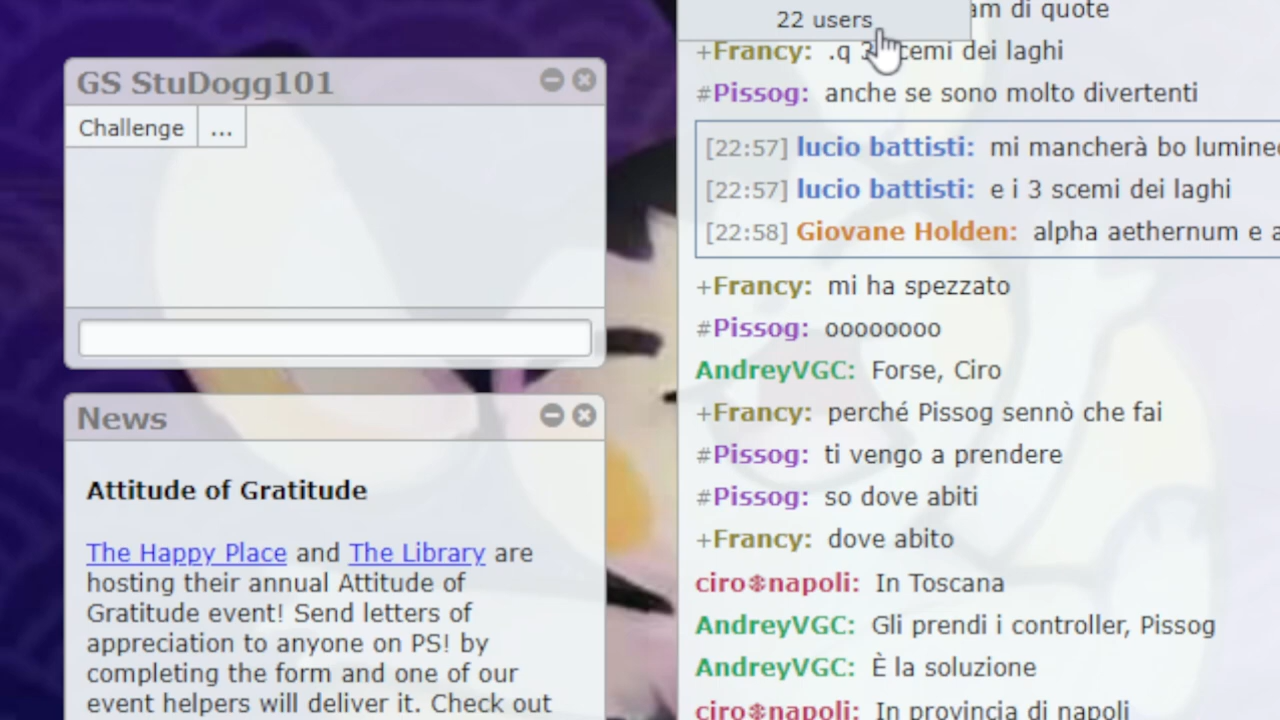 GS StuDogg101
Challenge
...
News
Attitude of Gratitude
The Happy Place and The Library are
hosting their annual Attitude of
Gratitude event! Send letters of
appreciation to anyone on PS! by
completing the form and one of our
event helpers will deliver it. Check out
22 users
am di quote
+Francy: .q 3 scemi dei laghi
#Pissog: anche se sono molto divertenti
[22:57] lucio battisti: mi mancherà bo
[22:57] lucio battisti: e i 3 scemi dei laghi
[22:58] Giovane Holden: alpha aethernum e a
+Francy: mi ha spezzato
#Pissog: oooooooo
AndreyVGC: Forse, Ciro
+Francy: perché Pissog sennò che fai
#Pissog: ti vengo a prendere
#Pissog: so dove abiti
+Francy: dove abito
ciro❄napoli: In Toscana
AndreyVGC: Gli prendi i controller, Pissog
AndreyVGC: È la soluzione
ciro❄napoli: In provincia di napoli